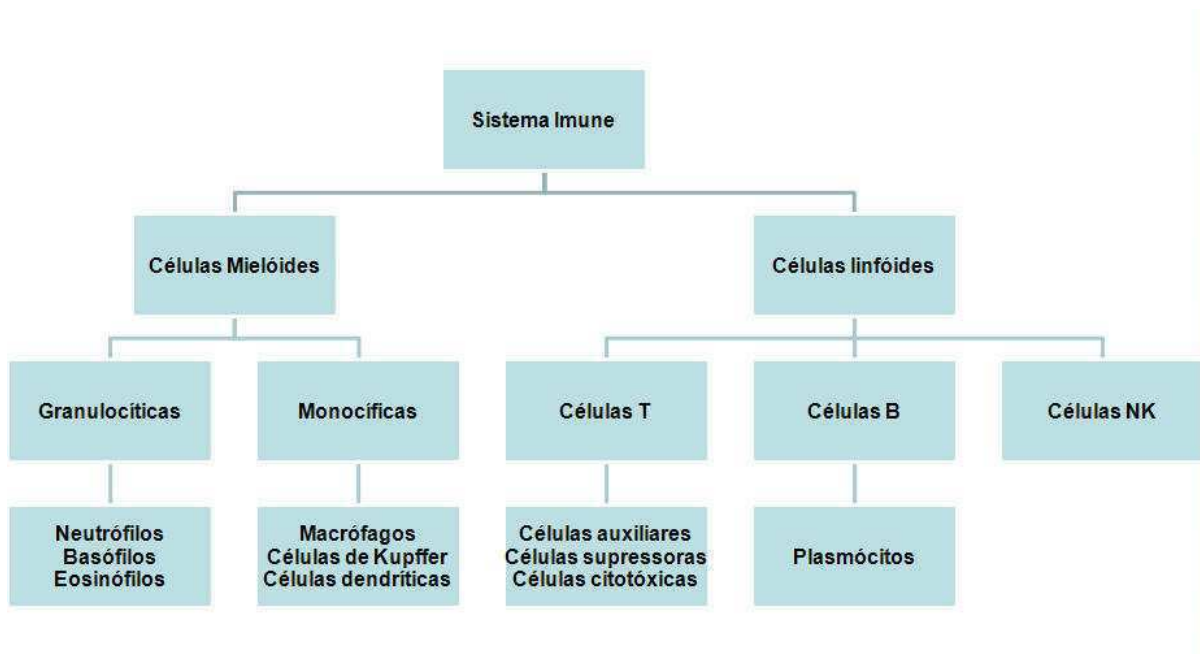 Sistema Imune
Células Mielóides
Células linfóides
Granulocíticas
Monocíficas
Células T
Células B
Células NK
Neutrófilos
Basófilos
Eosinófilos
Macrófagos
Células de Kupffer
Células dendríticas
Células auxiliares
Células supressoras
Células citotóxicas
Plasmócitos